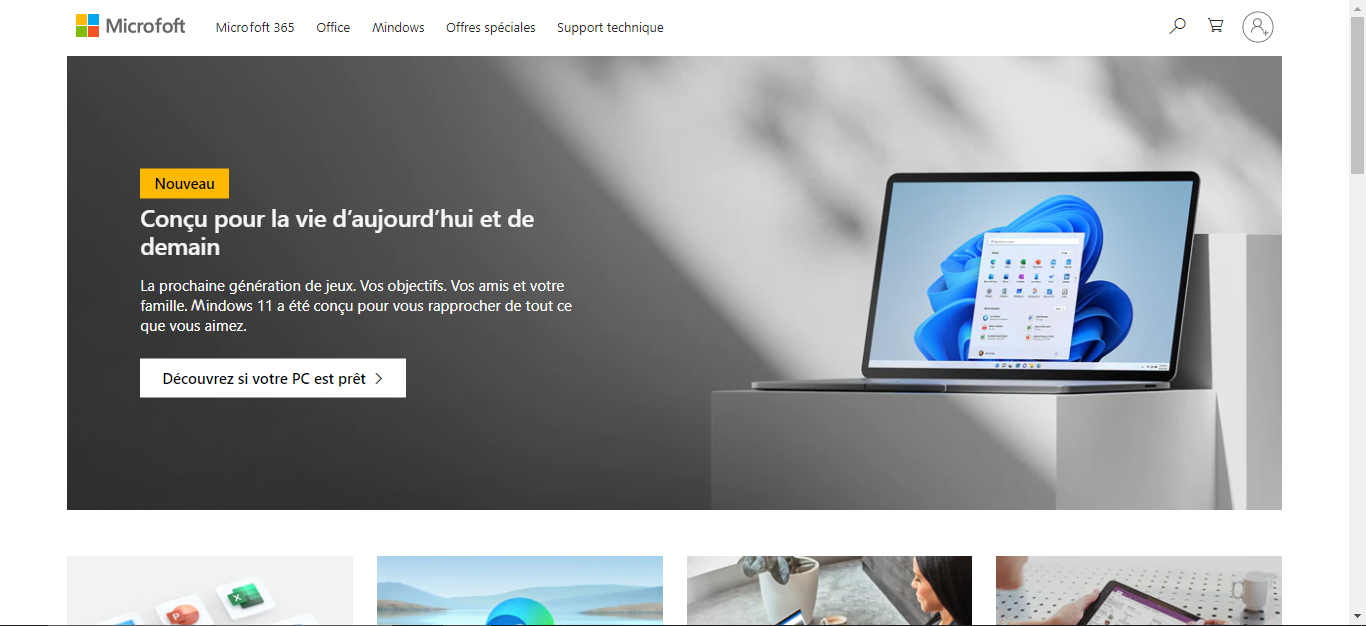 Microfoft
Microfoft 365
Office
Mindows
Offres spéciales
Support technique
Nouveau
Conçu pour la vie d’aujourd’hui et de
demain
La prochaine génération de jeux. Vos objectifs. Vos amis et votre
famille. Mindows 11 a été conçu pour vous rapprocher de tout ce
que vous aimez.
Découvrez si votre PC est prêt